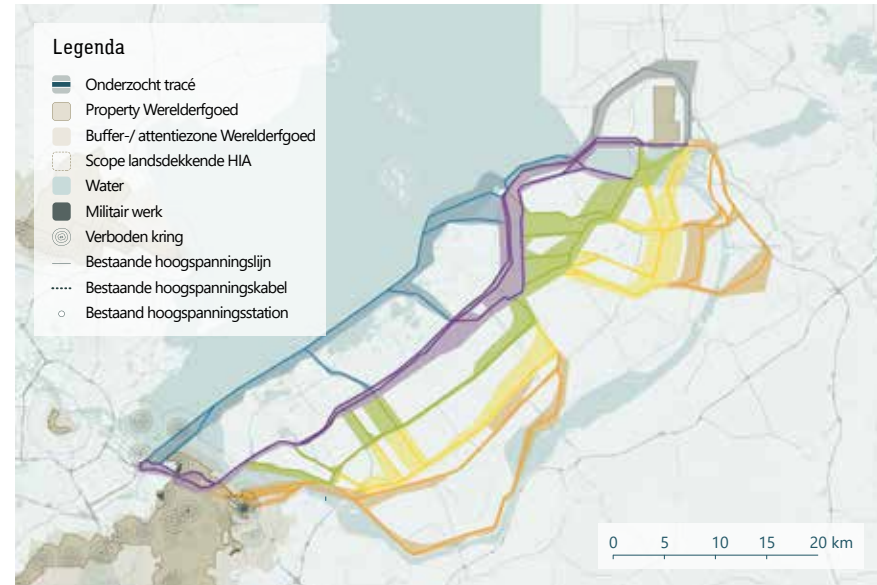 Legenda
Onderzocht tracé
Property Werelderfgoed
Buffer-/ attentiezone Werelderfgoed
Scope landsdekkende HIA
Water
Militair werk
Verboden kring
Bestaande hoogspanningslijn
Bestaande hoogspanningskabel
Bestaand hoogspanningsstation
0 5 10 15 20 km